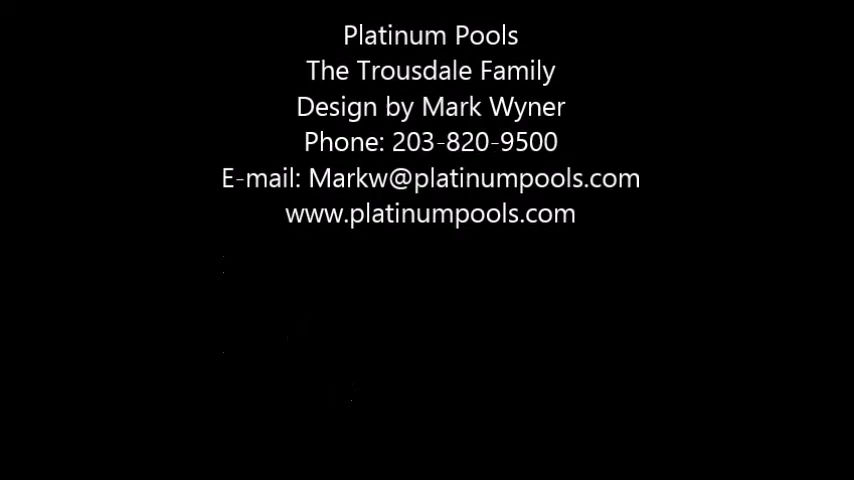 Platinum Pools
The Trousdale Family
Design by Mark Wyner
Phone: 203-820-9500
E-mail: Markw@platinumpools.com
www.platinumpools.com